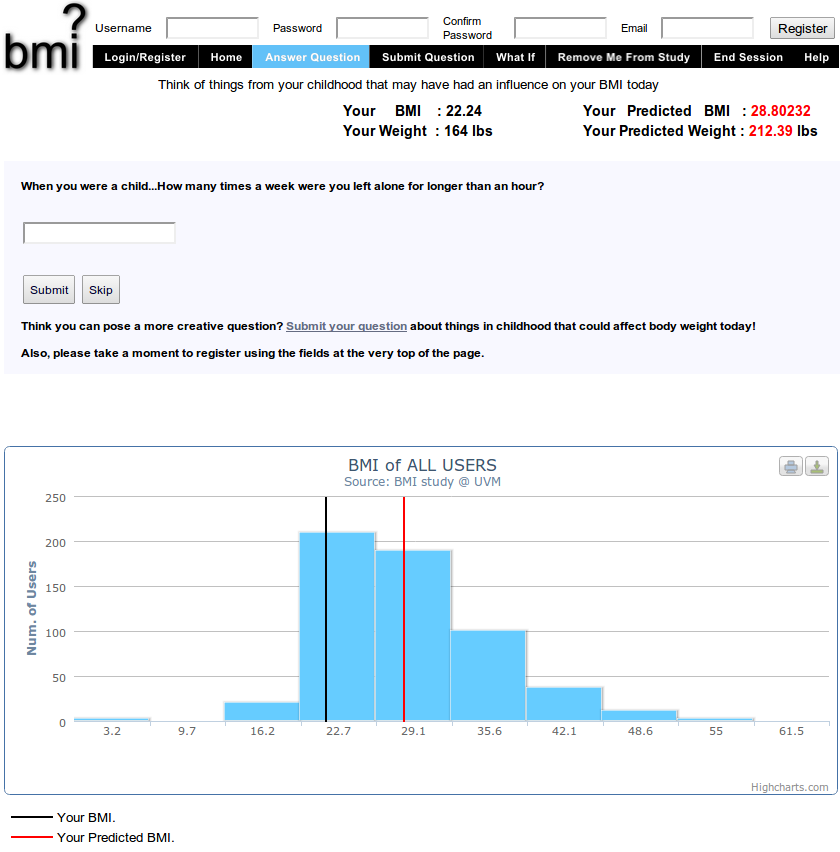 bmi?
Username Password Confirm Password Email Register
Login/Register Home Answer Question Submit Question What If Remove Me From Study End Session Help
Think of things from your childhood that may have had an influence on your BMI today
Your BMI : 22.24 Your Predicted BMI : 28.80232
Your Weight : 164 lbs Your Predicted Weight : 212.39 lbs
When you were a child...How many times a week were you left alone for longer than an hour?
Submit Skip
Think you can pose a more creative question? Submit your question about things in childhood that could affect body weight today!
Also, please take a moment to register using the fields at the very top of the page.
BMI of ALL USERS
Source: BMI study @ UVM
Num. of Users
250
200
150
100
50
0
3.2 9.7 16.2 22.7 29.1 35.6 42.1 48.6 55 61.5
Highcharts.com
Your BMI.
Your Predicted BMI.